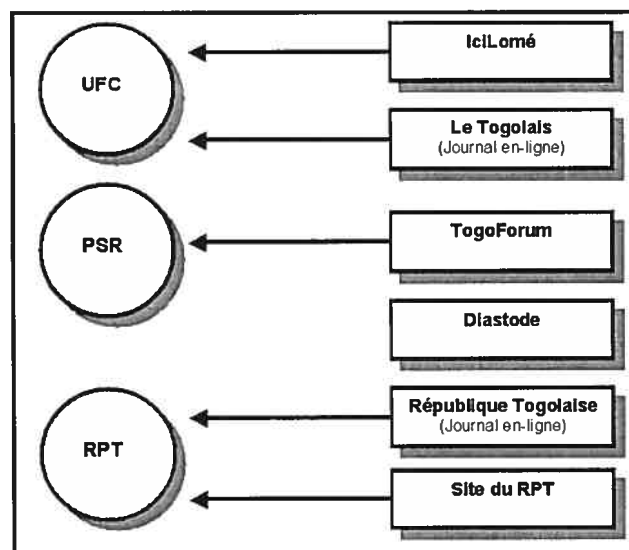 UFC
IciLomé
Le Togolais
(Journal en-ligne)
PSR
TogoForum
Diastode
RPT
République Togolaise
(Journal en-ligne)
Site du RPT